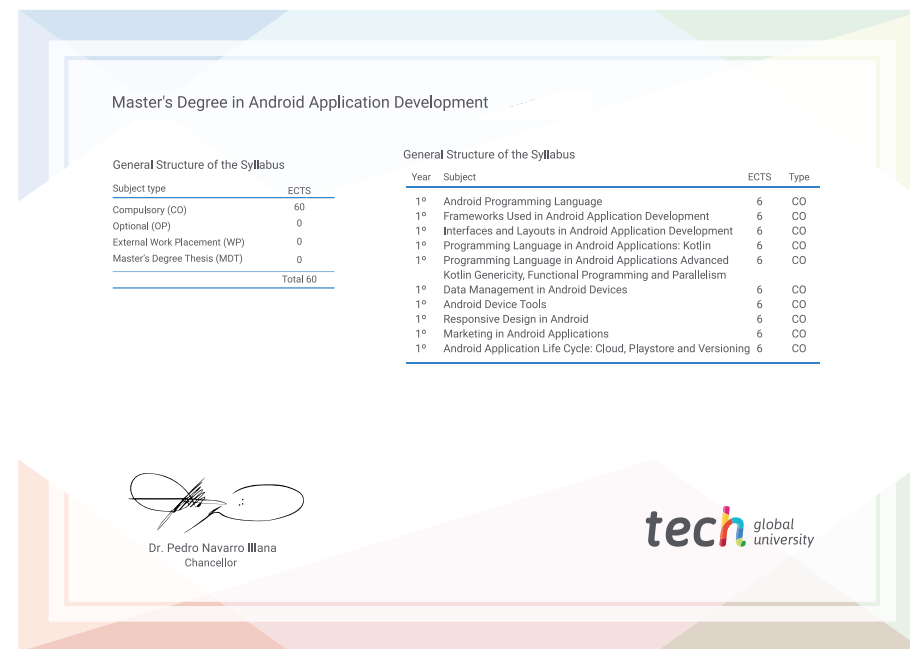 Master's Degree in Android Application Development
General Structure of the Syllabus
Subject type ECTS
Compulsory (CO) 60
Optional (OP) 0
External Work Placement (WP) 0
Master's Degree Thesis (MDT) 0
Total 60
General Structure of the Syllabus
Year Subject ECTS Type
1º Android Programming Language 6 CO
1º Frameworks Used in Android Application Development 6 CO
1º Interfaces and Layouts in Android Application Development 6 CO
1º Programming Language in Android Applications: Kotlin 6 CO
1º Programming Language in Android Applications Advanced 6 CO
Kotlin Genericity, Functional Programming and Parallelism
1º Data Management in Android Devices 6 CO
1º Android Device Tools 6 CO
1º Responsive Design in Android 6 CO
1º Marketing in Android Applications 6 CO
1º Android Application Life Cycle: Cloud, Playstore and Versioning 6 CO
Dr. Pedro Navarro Illana
Chancellor
tech global university